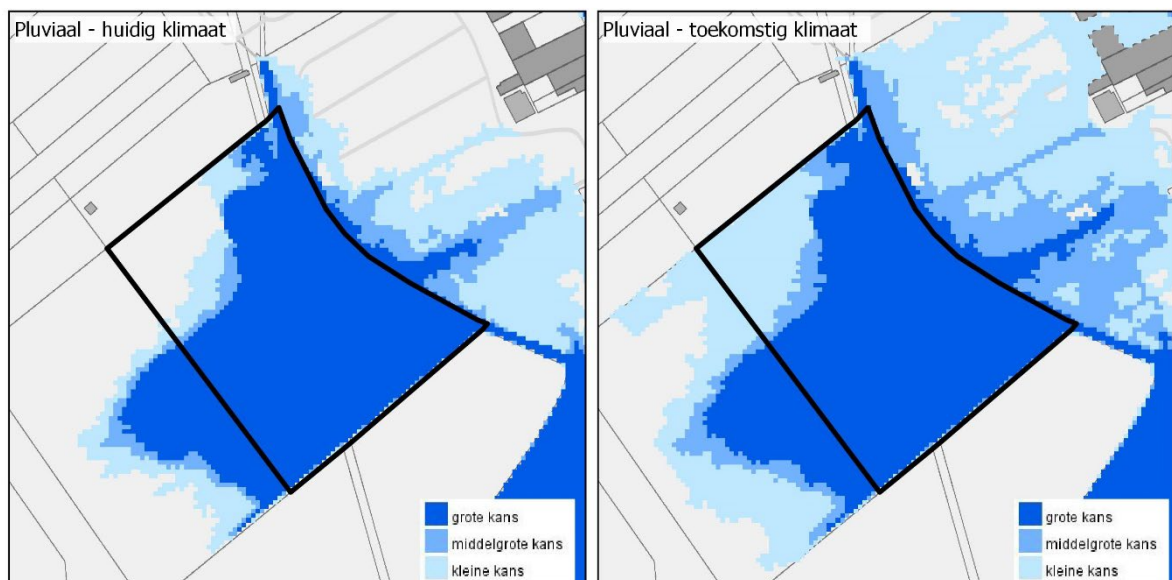 Pluviaal - huidig klimaat
grote kans
middelgrote kans
kleine kans
Pluviaal - toekomstig klimaat
grote kans
middelgrote kans
kleine kans